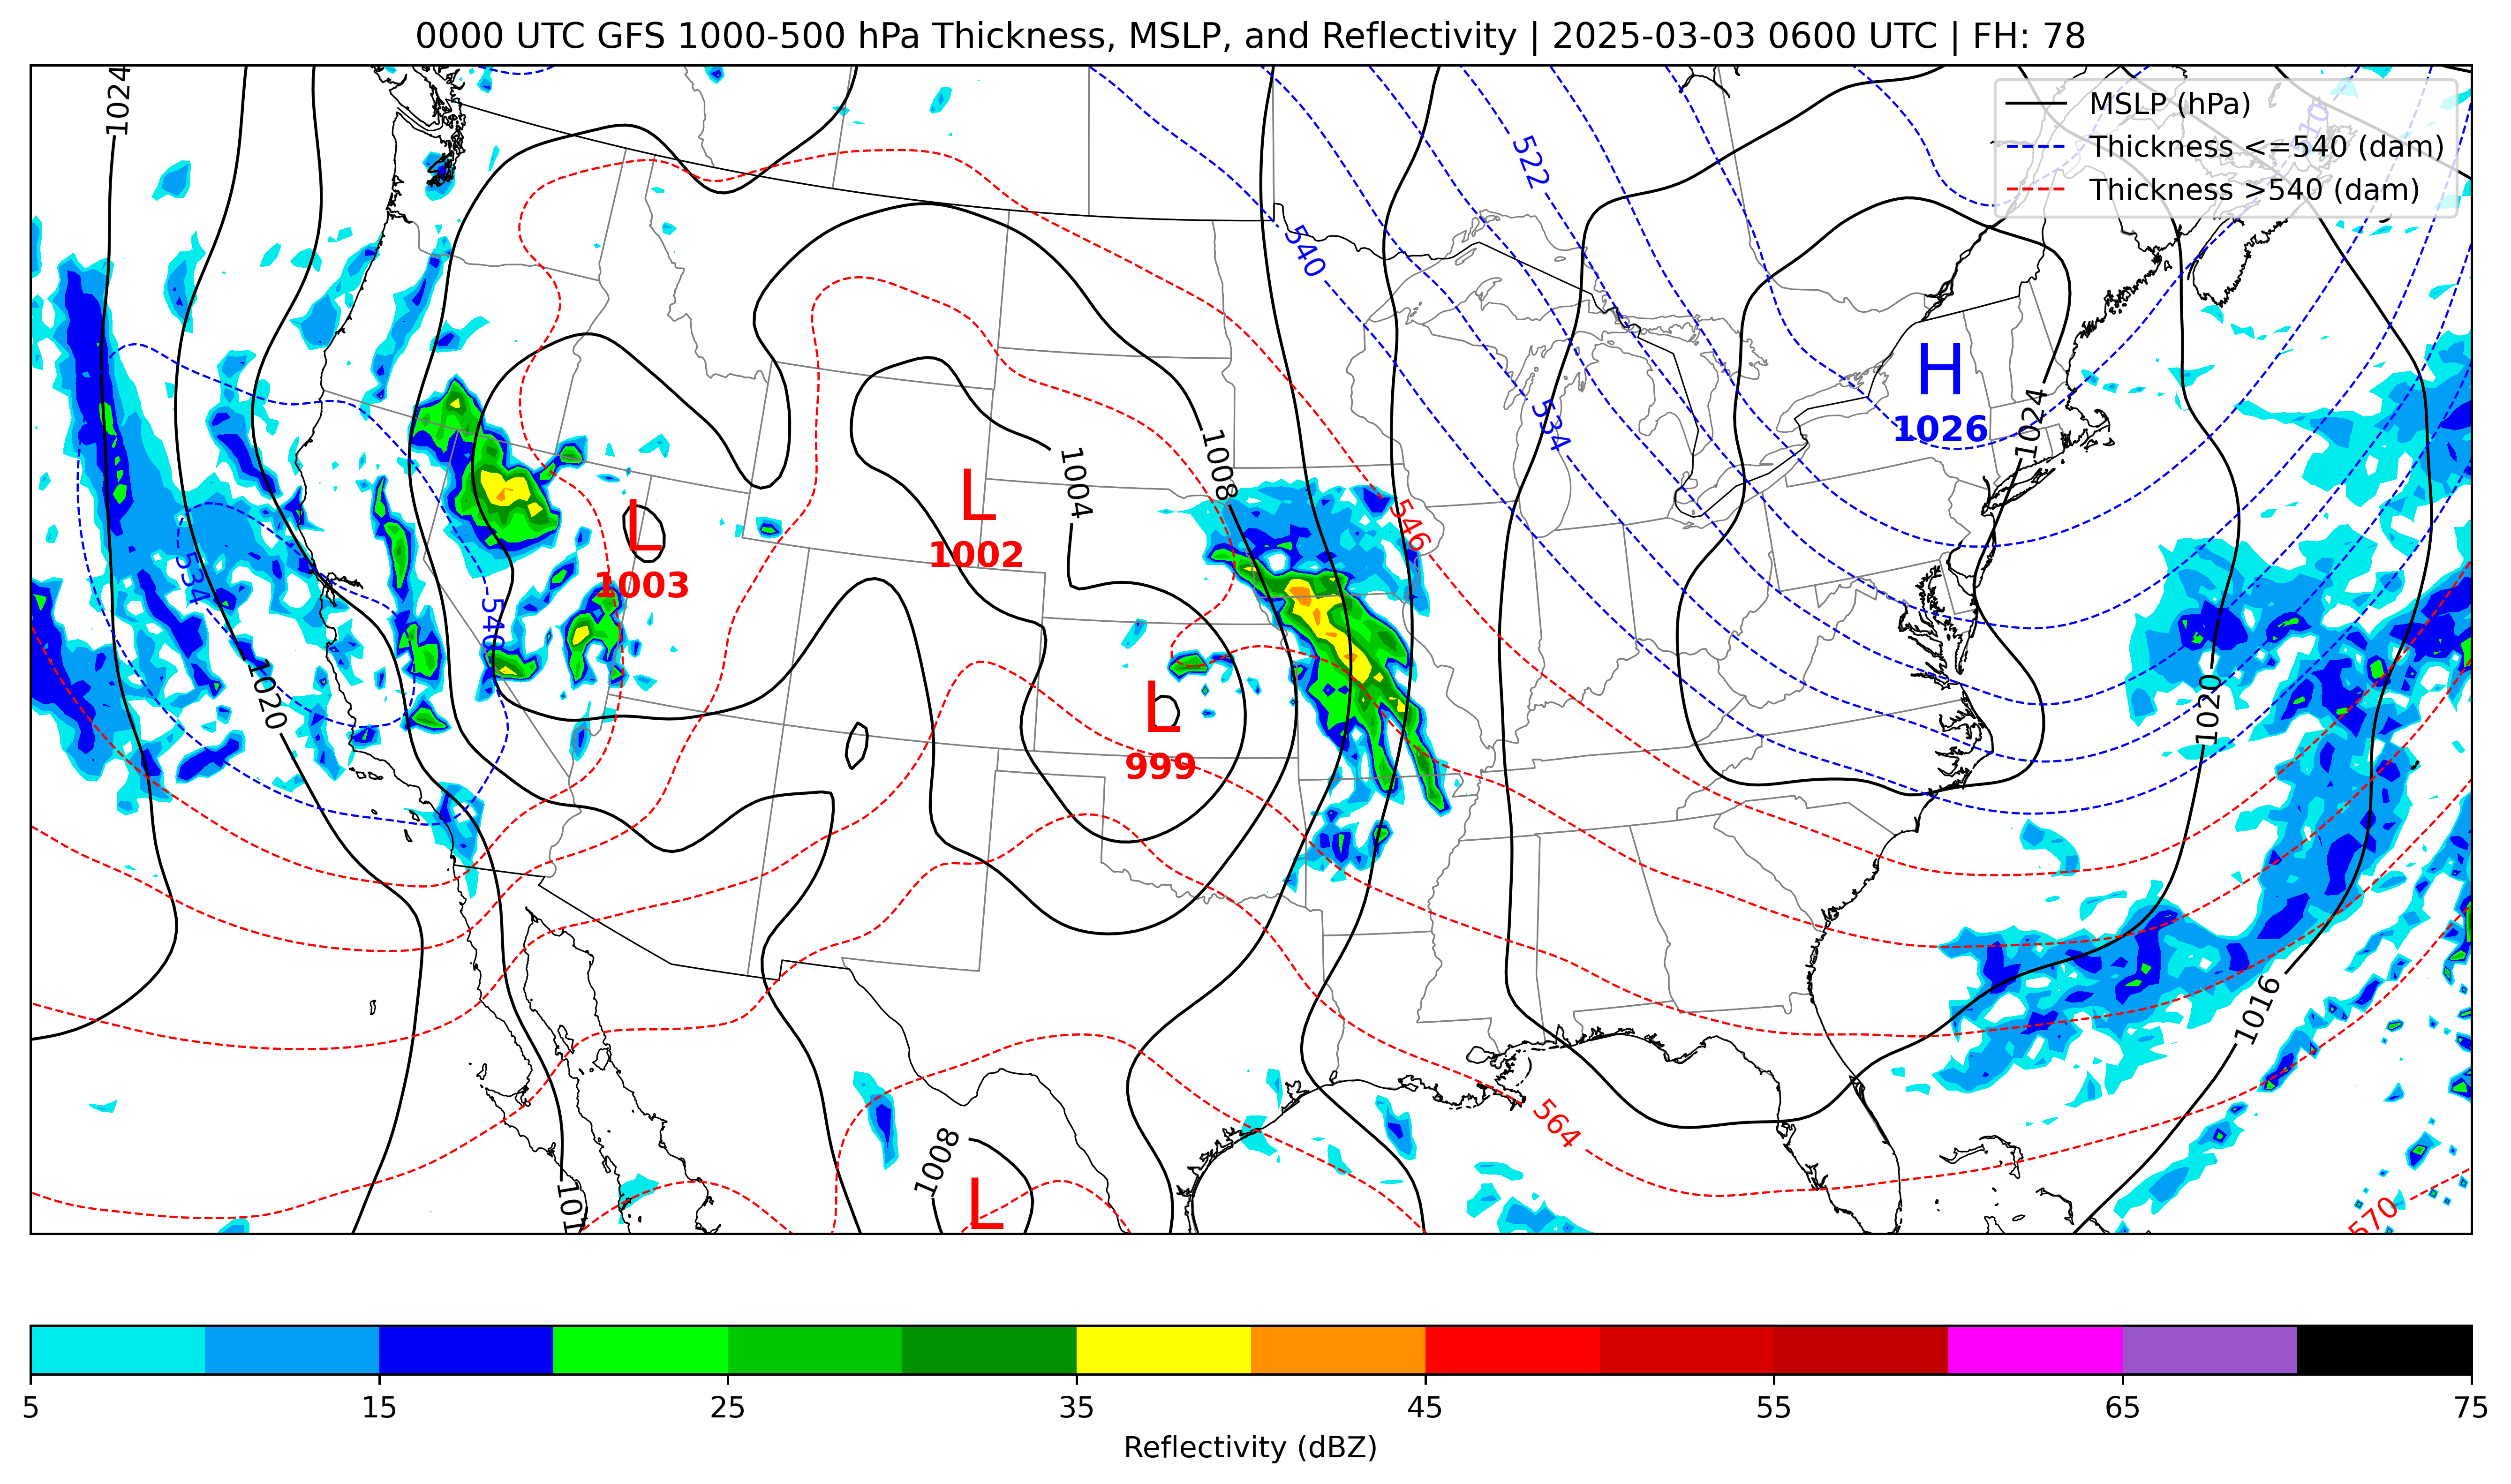 0000 UTC GFS 1000-500 hPa Thickness, MSLP, and Reflectivity | 2025-03-03 0600 UTC | FH: 78
1024
MSLP (hPa)
Thickness <=540 (dam)
Thickness >540 (dam)
522
540
H
1026
1024
534
1004
1008
L
1002
L
1003
546
534
540
1020
L
999
1020
1016
564
1008
L
101
570
5 15 25 35 45 55 65 75
Reflectivity (dBZ)